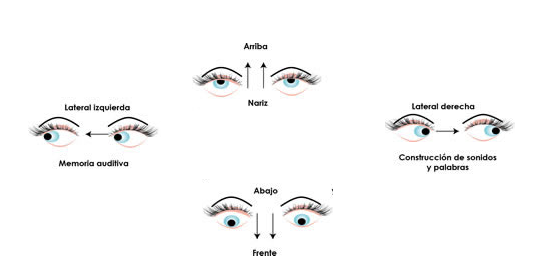 Arriba
Nariz
Lateral izquierda
Memoria auditiva
Lateral derecha
Construcción de sonidos
y palabras
Abajo
Frente